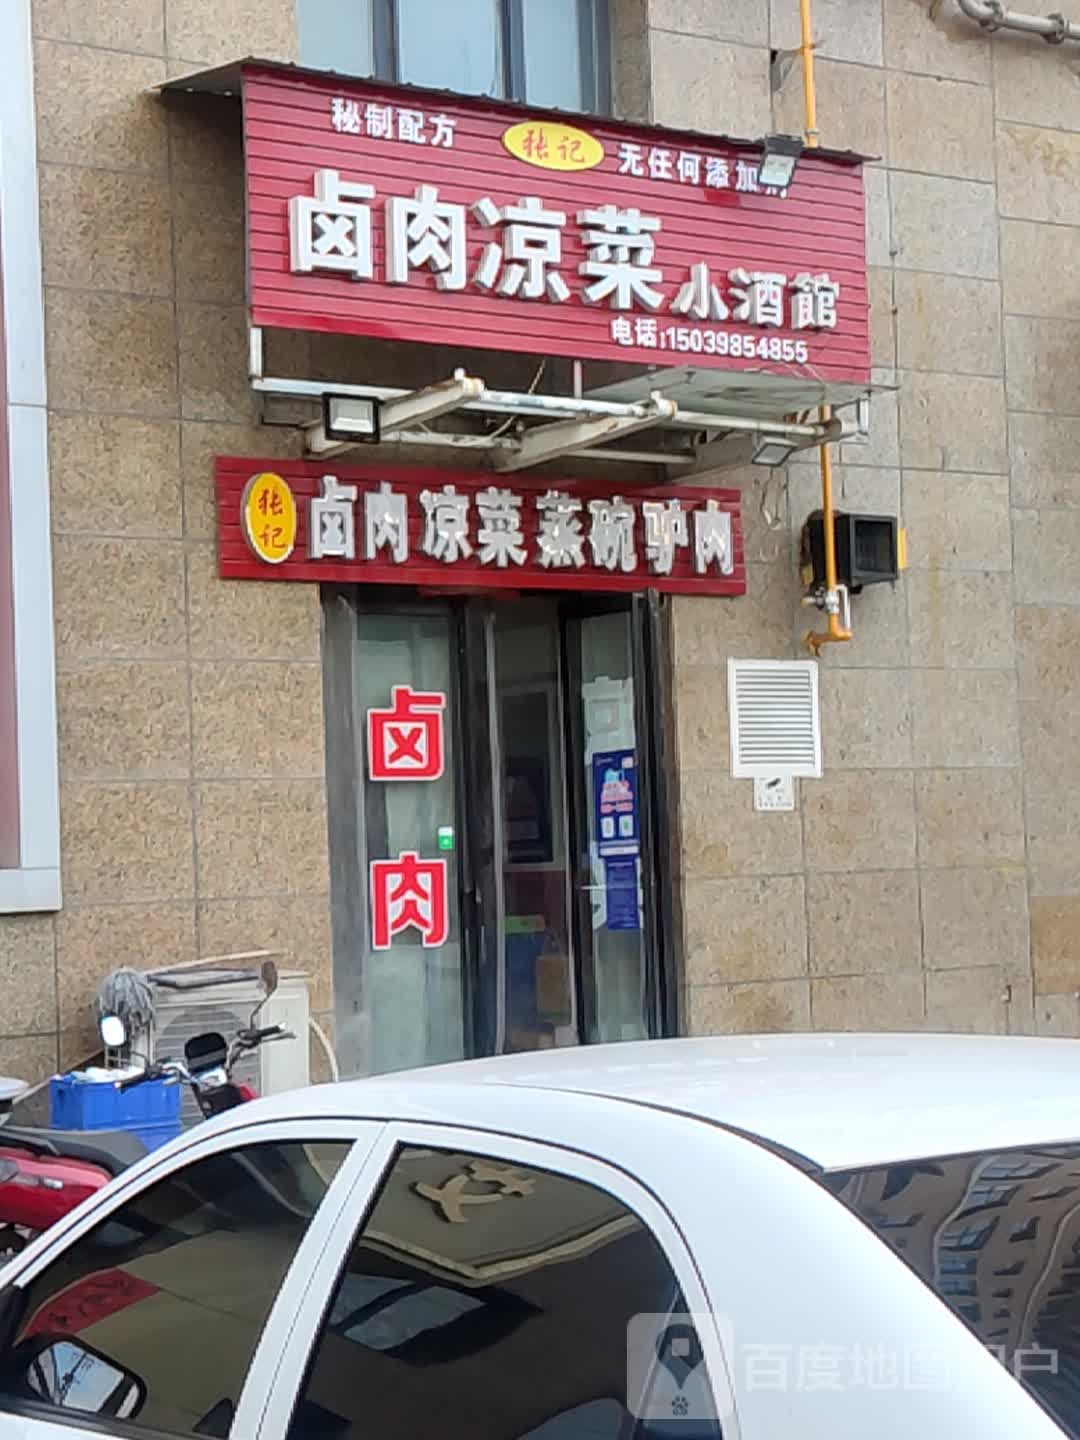 秘制配方 张记 无任何添加剂
卤肉凉菜小酒館
电话:15039854855
张记 卤肉凉菜蒸碗驴肉
卤
肉
百度地图用户